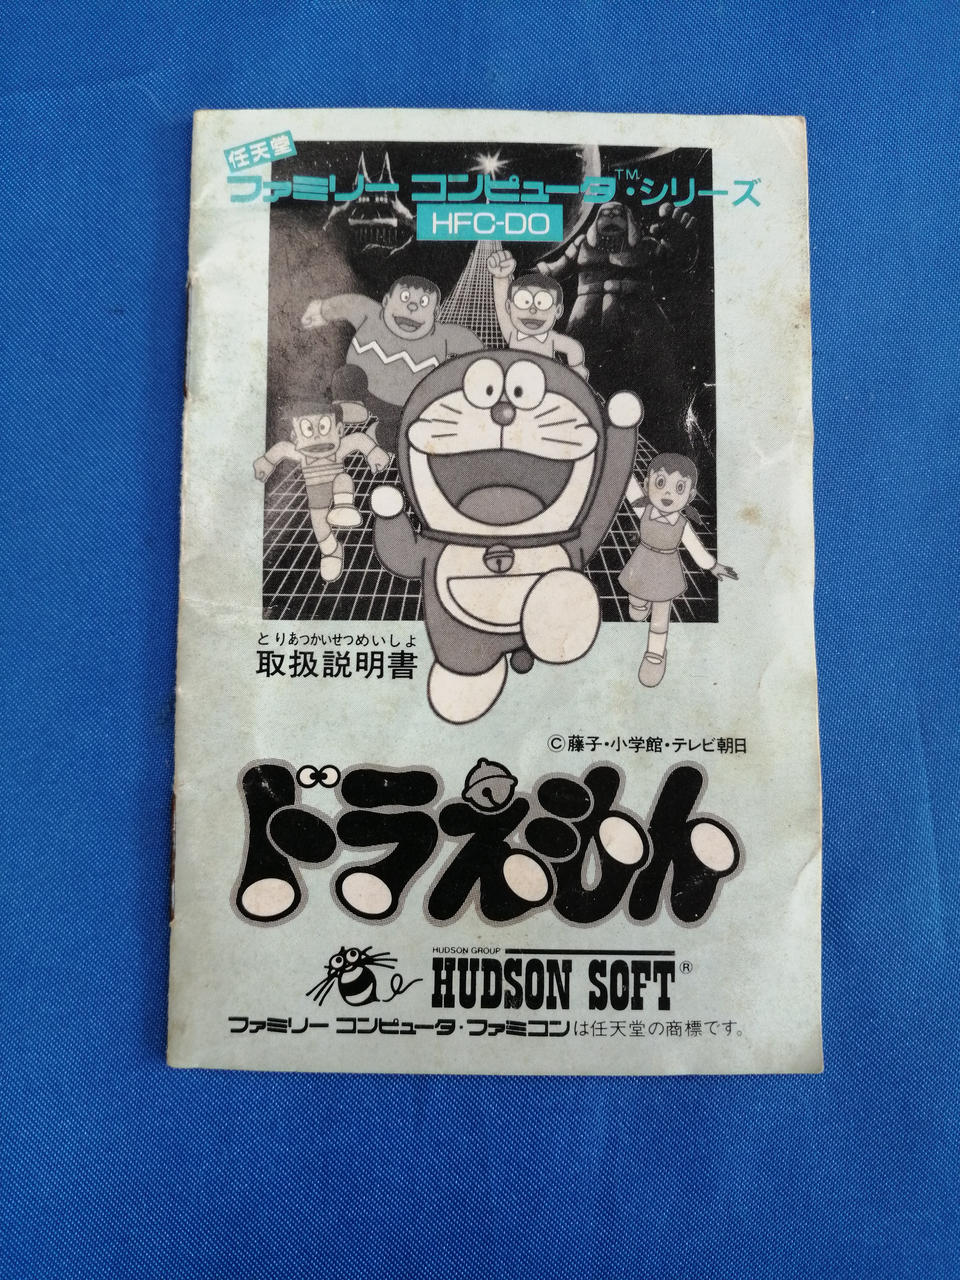 任天堂
ファミリー コンピュータ™・シリーズ
HFC-DO
とりあつかいせつめいしょ
取扱説明書
©藤子・小学館・テレビ朝日
ドラえもん
HUDSON GROUP
HUDSON SOFT®
ファミリー コンピュータ・ファミコンは任天堂の商標です。